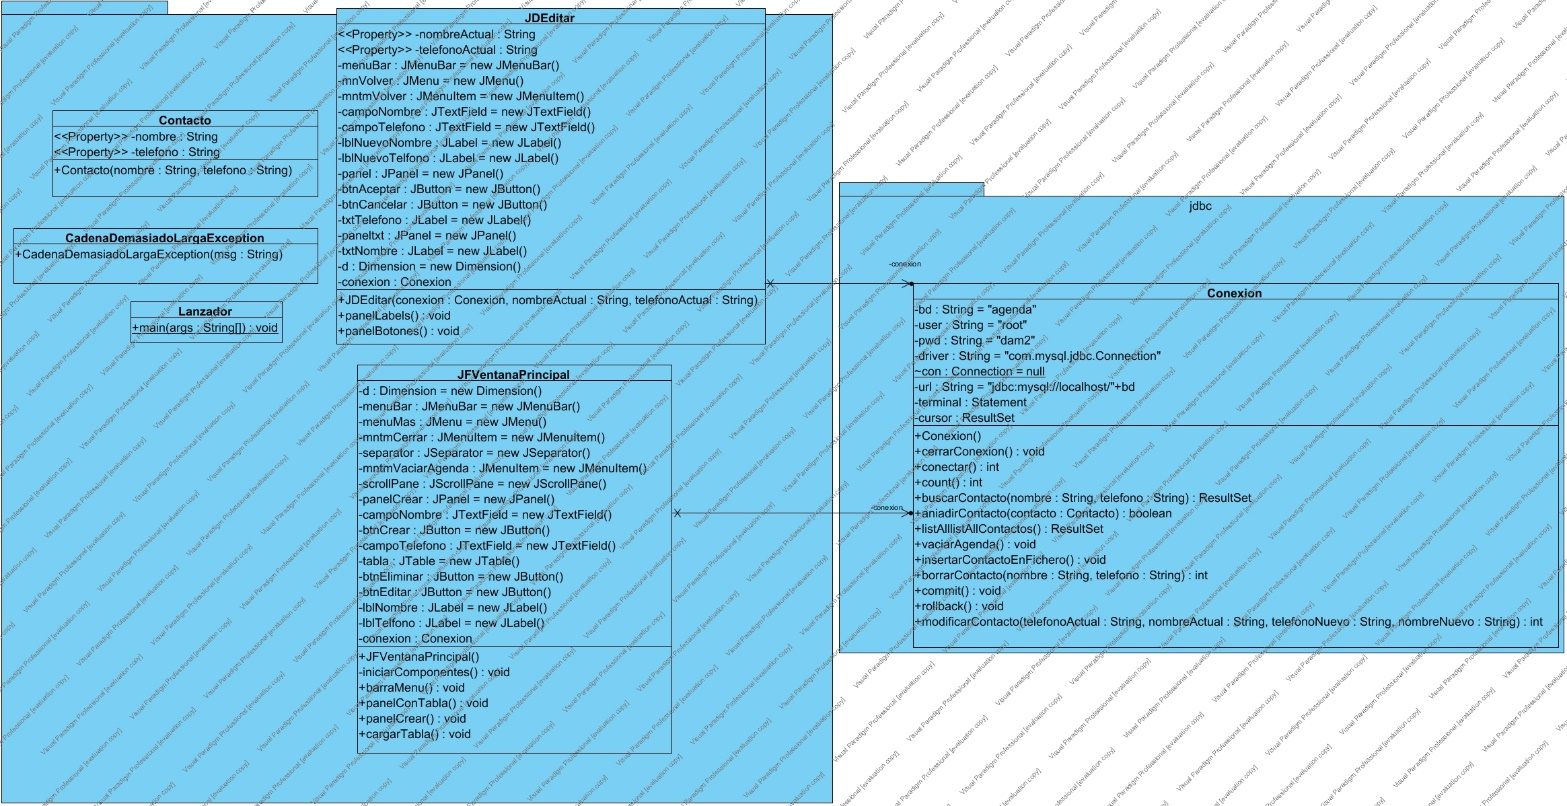 JDEditar
<<Property>> -nombreActual : String
<<Property>> -telefonoActual : String
-menuBar : JMenuBar = new JMenuBar()
-mnVolver : JMenu = new JMenu()
-mntmVolver : JMenuItem = new JMenuItem()
-campoNombre : JTextField = new JTextField()
-campoTelefono : JTextField = new JTextField()
-lblNuevoNombre : JLabel = new JLabel()
-lblNuevoTelfono : JLabel = new JLabel()
-panel : JPanel = new JPanel()
-btnAceptar : JButton = new JButton()
-btnCancelar : JButton = new JButton()
-txtTelefono : JLabel = new JLabel()
-paneltxt : JPanel = new JPanel()
-txtNombre : JLabel = new JLabel()
-d : Dimension = new Dimension()
-conexion : Conexion
+JDEditar(conexion : Conexion, nombreActual : String, telefonoActual : String)
+panelLabels() : void
+panelBotones() : void
Contacto
<<Property>> -nombre : String
<<Property>> -telefono : String
+Contacto(nombre : String, telefono : String)
CadenaDemasiadoLargaException
+CadenaDemasiadoLargaException(msg : String)
Lanzador
+main(args : String[]) : void
JFVentanaPrincipal
-d : Dimension = new Dimension()
-menuBar : JMenuBar = new JMenuBar()
-menuMas : JMenu = new JMenu()
-mntmCerrar : JMenuItem = new JMenuItem()
-separator : JSeparator = new JSeparator()
-mntmVaciarAgenda : JMenuItem = new JMenuItem()
-scrollPane : JScrollPane = new JScrollPane()
-panelCrear : JPanel = new JPanel()
-campoNombre : JTextField = new JTextField()
-btnCrear : JButton = new JButton()
-campoTelefono : JTextField = new JTextField()
-tabla : JTable = new JTable()
-btnEliminar : JButton = new JButton()
-btnEditar : JButton = new JButton()
-lblNombre : JLabel = new JLabel()
-lblTelfono : JLabel = new JLabel()
-conexion : Conexion
+JFVentanaPrincipal()
-iniciarComponentes() : void
+barraMenu() : void
+panelConTabla() : void
+panelCrear() : void
+cargarTabla() : void
jdbc
-conexion
-conexion
Conexion
-bd : String = "agenda"
-user : String = "root"
-pwd : String = "dam2"
-driver : String = "com.mysql.jdbc.Connection"
~con : Connection = null
-url : String = "jdbc:mysql://localhost/"+bd
-terminal : Statement
-cursor : ResultSet
+Conexion()
+cerrarConexion() : void
+conectar() : int
+count() : int
+buscarContacto(nombre : String, telefono : String) : ResultSet
+aniadirContacto(contacto : Contacto) : boolean
+listAlllistAllContactos() : ResultSet
+vaciarAgenda() : void
+insertarContactoEnFichero() : void
+borrarContacto(nombre : String, telefono : String) : int
+commit() : void
+rollback() : void
+modificarContacto(telefonoActual : String, nombreActual : String, telefonoNuevo : String, nombreNuevo : String) : int
Visual Paradigm Professional [evaluation copy]